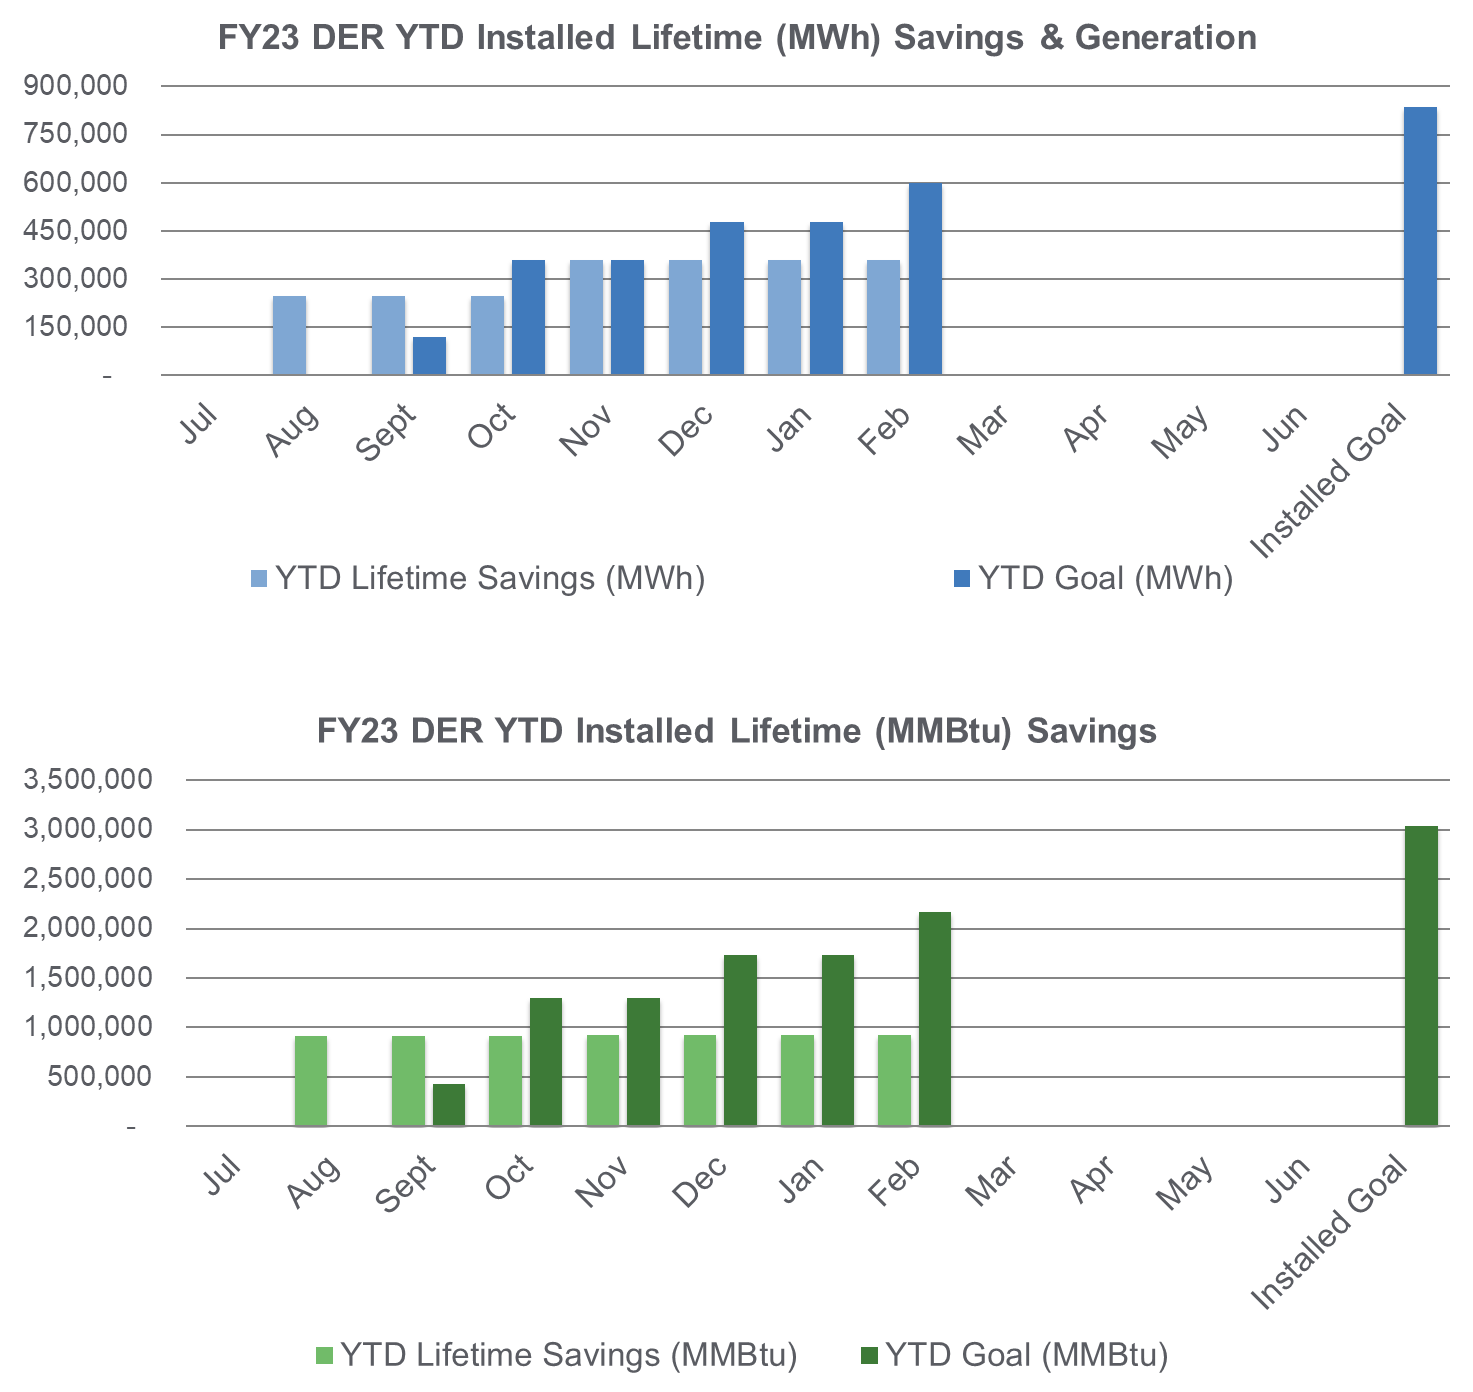 FY23 DER YTD Installed Lifetime (MWh) Savings & Generation
900,000
750,000
600,000
450,000
300,000
150,000
-
Jul
Aug
Sept
Oct
Nov
Dec
Jan
Feb
Mar
Apr
May
Jun
Installed Goal
YTD Lifetime Savings (MWh)
YTD Goal (MWh)
FY23 DER YTD Installed Lifetime (MMBtu) Savings
3,500,000
3,000,000
2,500,000
2,000,000
1,500,000
1,000,000
500,000
-
Jul
Aug
Sept
Oct
Nov
Dec
Jan
Feb
Mar
Apr
May
Jun
Installed Goal
YTD Lifetime Savings (MMBtu)
YTD Goal (MMBtu)